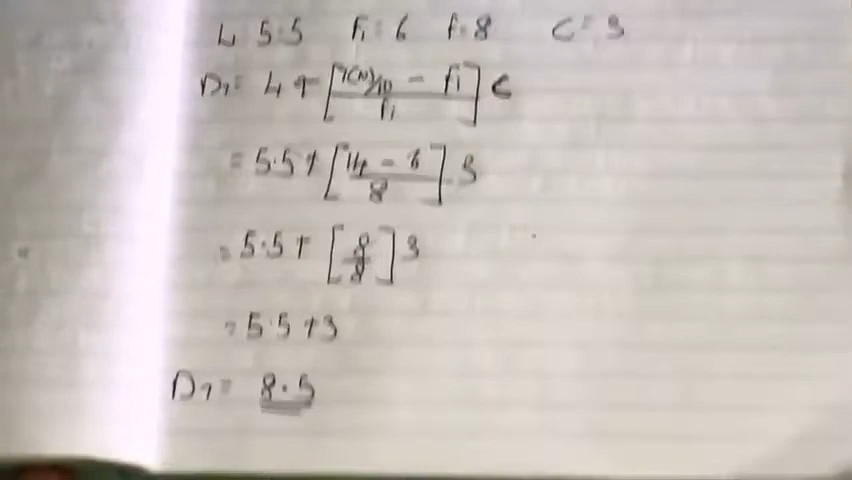 L 5.5 F₁ = 6 f = 8 C = 3
D₇ = L + [7(N)/10 - f₁ / f₁] C
= 5.5 + [14 - 6 / 8] 3
= 5.5 + [8/8] 3
= 5.5 + 3
D₇ = 8.5